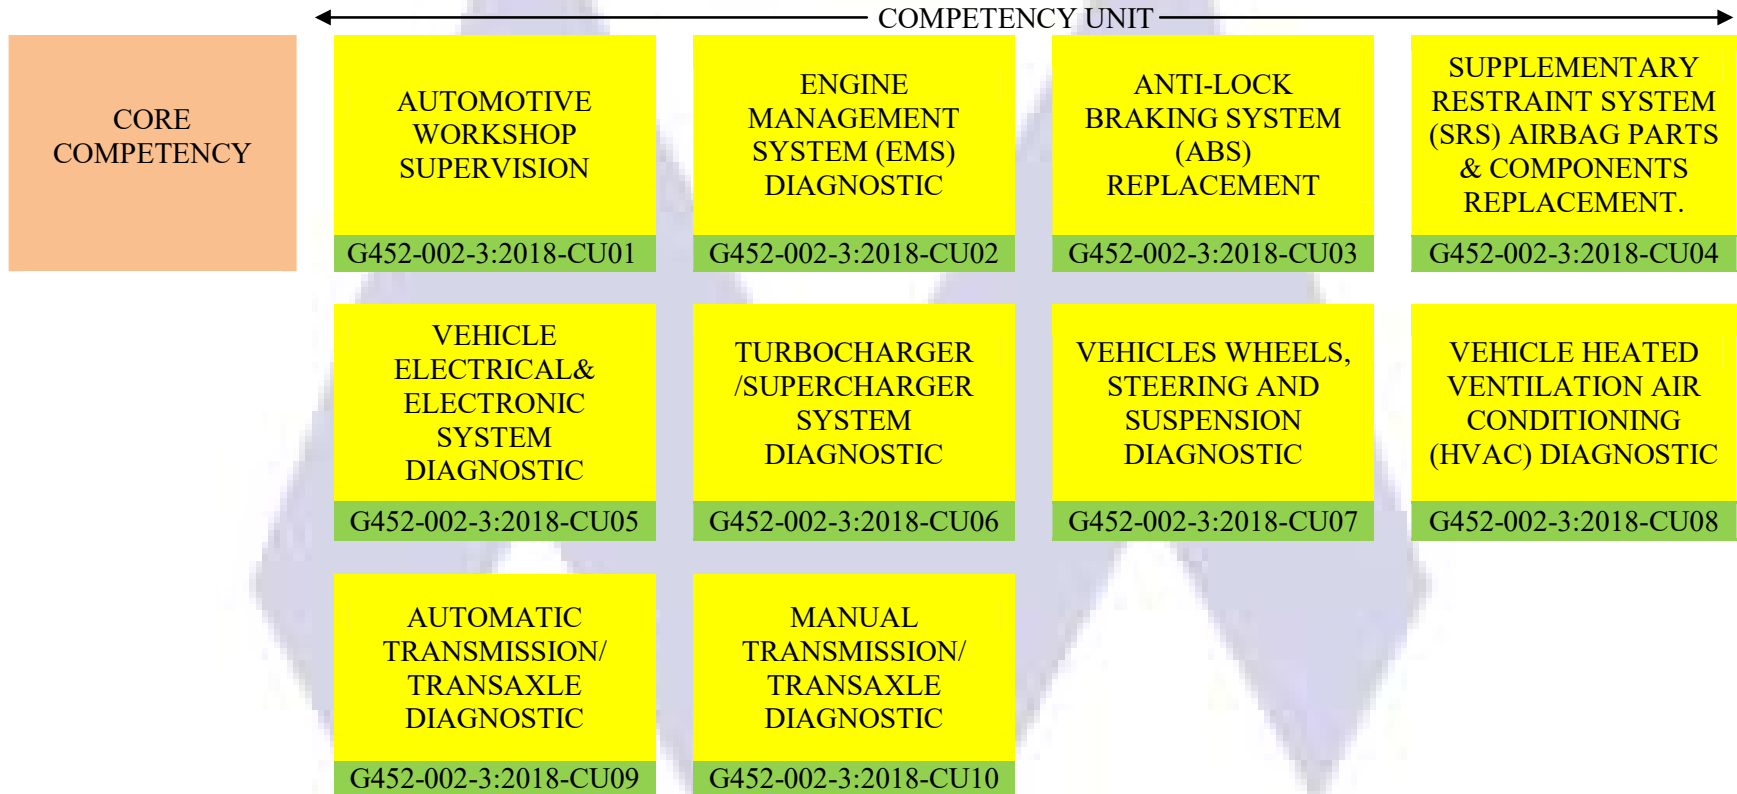 COMPETENCY UNIT
CORE
COMPETENCY
AUTOMOTIVE
WORKSHOP
SUPERVISION
G452-002-3:2018-CU01
ENGINE
MANAGEMENT
SYSTEM (EMS)
DIAGNOSTIC
G452-002-3:2018-CU02
ANTI-LOCK
BRAKING SYSTEM
(ABS)
REPLACEMENT
G452-002-3:2018-CU03
SUPPLEMENTARY
RESTRAINT SYSTEM
(SRS) AIRBAG PARTS
& COMPONENTS
REPLACEMENT.
G452-002-3:2018-CU04
VEHICLE
ELECTRICAL&
ELECTRONIC
SYSTEM
DIAGNOSTIC
G452-002-3:2018-CU05
TURBOCHARGER
/SUPERCHARGER
SYSTEM
DIAGNOSTIC
G452-002-3:2018-CU06
VEHICLES WHEELS,
STEERING AND
SUSPENSION
DIAGNOSTIC
G452-002-3:2018-CU07
VEHICLE HEATED
VENTILATION AIR
CONDITIONING
(HVAC) DIAGNOSTIC
G452-002-3:2018-CU08
AUTOMATIC
TRANSMISSION/
TRANSAXLE
DIAGNOSTIC
G452-002-3:2018-CU09
MANUAL
TRANSMISSION/
TRANSAXLE
DIAGNOSTIC
G452-002-3:2018-CU10